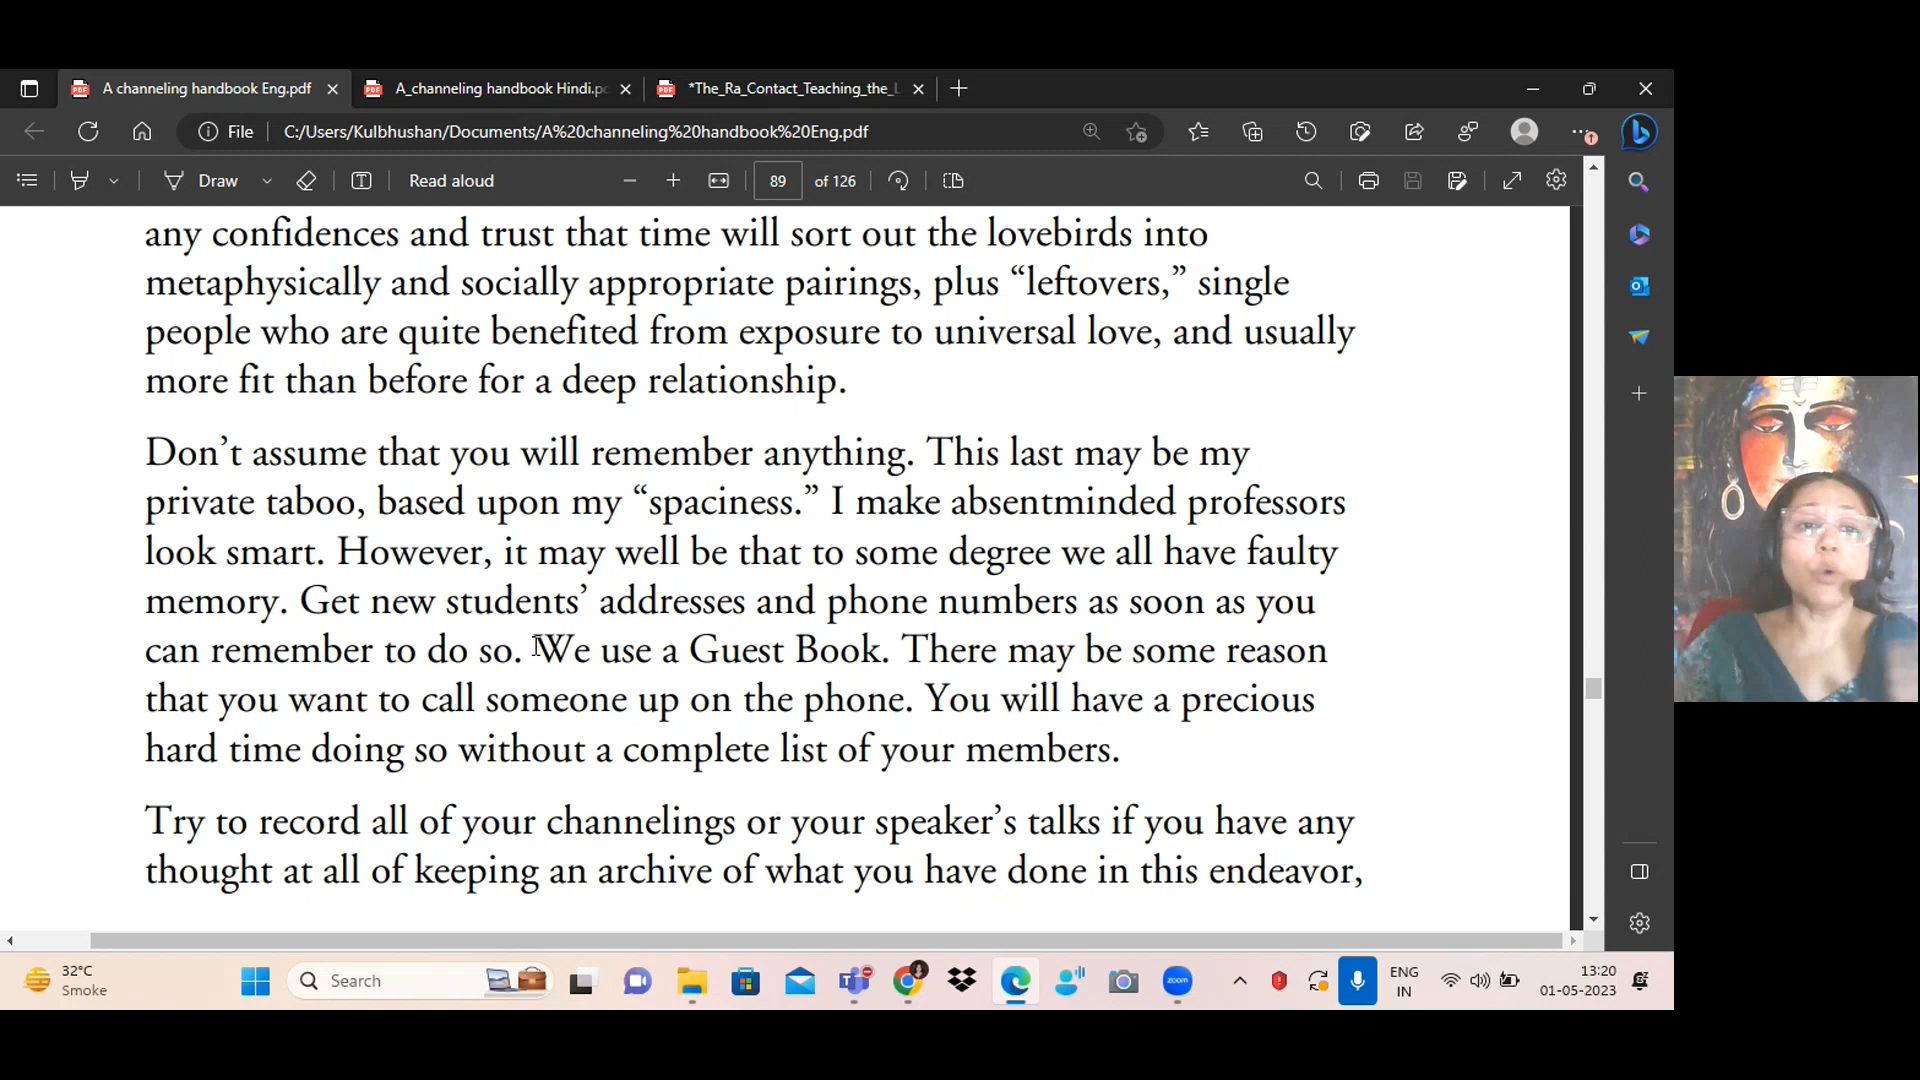 A channeling handbook Eng.pdf
A_channeling handbook Hindi.p
*The_Ra_Contact_Teaching_the_L
File
C:/Users/Kulbhushan/Documents/A%20channeling%20handbook%20Eng.pdf
Draw
Read aloud
89
of 126
any confidences and trust that time will sort out the lovebirds into
metaphysically and socially appropriate pairings, plus “leftovers,” single
people who are quite benefited from exposure to universal love, and usually
more fit than before for a deep relationship.
Don’t assume that you will remember anything. This last may be my
private taboo, based upon my “spaciness.” I make absentminded professors
look smart. However, it may well be that to some degree we all have faulty
memory. Get new students’ addresses and phone numbers as soon as you
can remember to do so. We use a Guest Book. There may be some reason
that you want to call someone up on the phone. You will have a precious
hard time doing so without a complete list of your members.
Try to record all of your channelings or your speaker’s talks if you have any
thought at all of keeping an archive of what you have done in this endeavor,
32°C
Smoke
Search
zoom
ENG
IN
13:20
01-05-2023